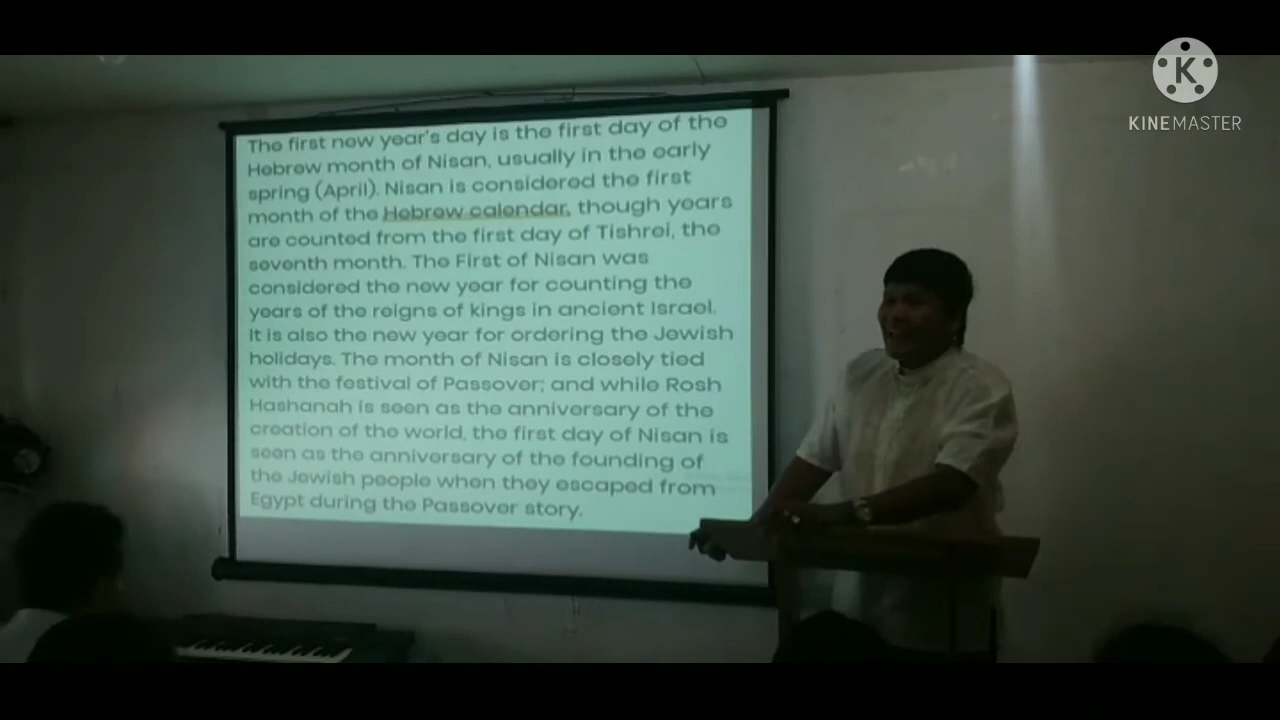 The first new year's day is the first day of the
Hebrew month of Nisan, usually in the early
spring (April). Nisan is considered the first
month of the Hebrew calendar, though years
are counted from the first day of Tishrei, the
seventh month. The First of Nisan was
considered the new year for counting the
years of the reigns of kings in ancient Israel.
It is also the new year for ordering the Jewish
holidays. The month of Nisan is closely tied
with the festival of Passover; and while Rosh
Hashanah is seen as the anniversary of the
creation of the world, the first day of Nisan is
seen as the anniversary of the founding of
the Jewish people when they escaped from
Egypt during the Passover story.
K
KINEMASTER